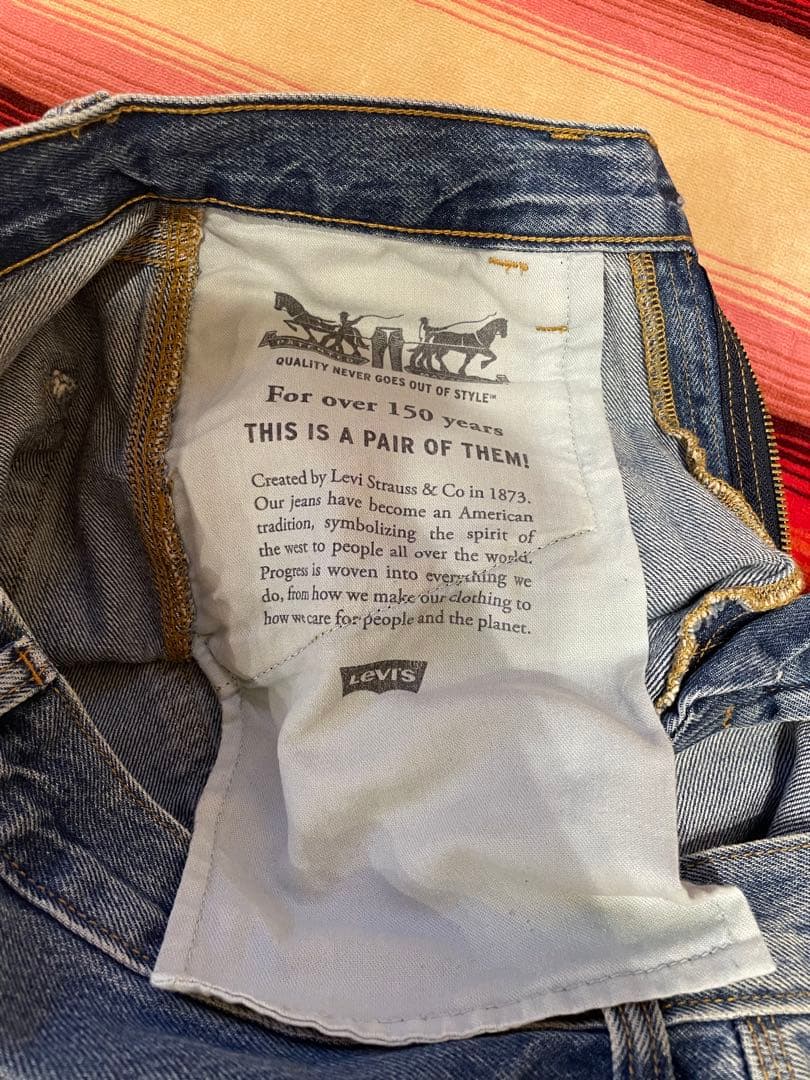 PATENTED
QUALITY NEVER GOES OUT OF STYLE™
For over 150 years
THIS IS A PAIR OF THEM!
Created by Levi Strauss & Co in 1873.
Our jeans have become an American
tradition, symbolizing the spirit of
the west to people all over the world.
Progress is woven into everything we
do, from how we make our clothing to
how we care for people and the planet.
LEVI'S